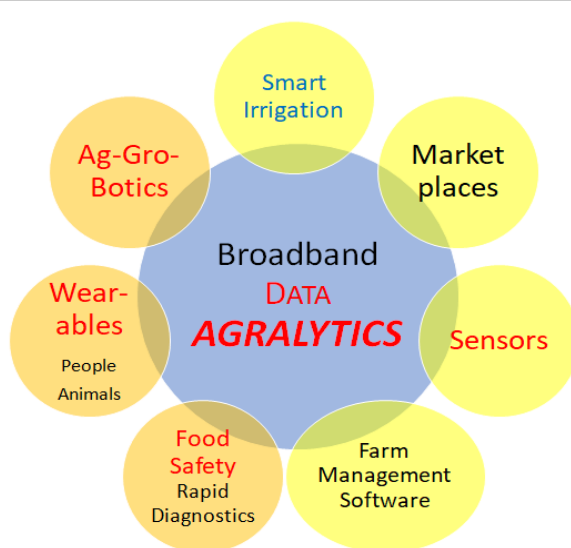 Smart
Irrigation
Ag-Gro-
Botics
Market
places
Broadband
DATA
AGRALYTICS
Wear-
ables
People
Animals
Sensors
Food
Safety
Rapid
Diagnostics
Farm
Management
Software